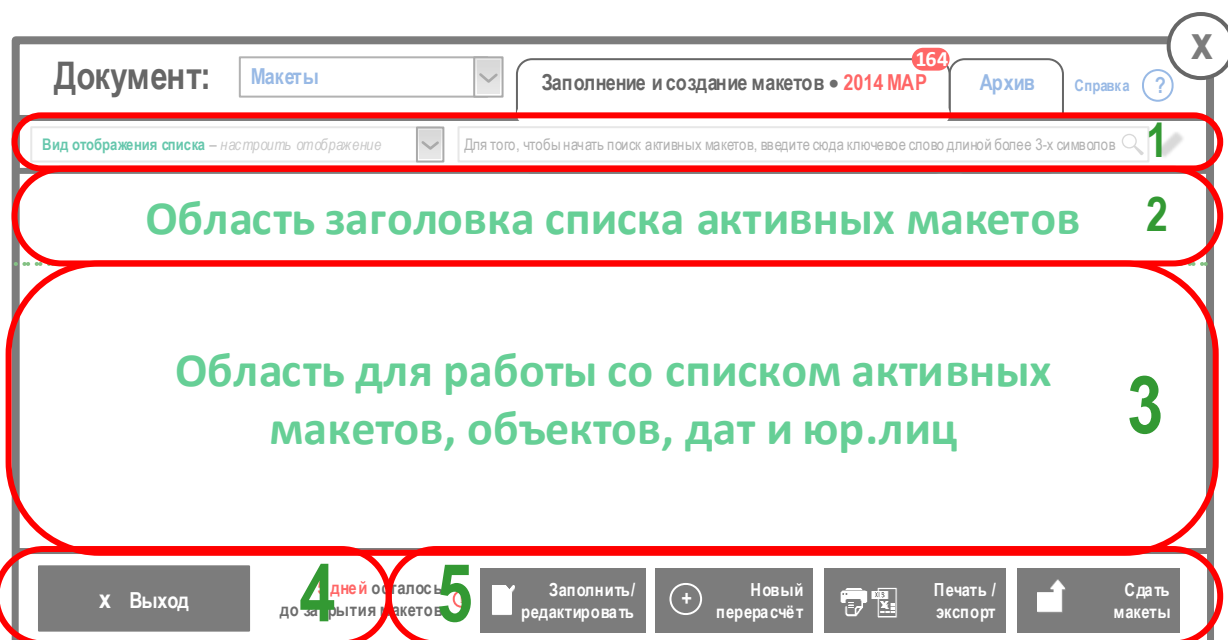 X
164
Документ:
Макеты
Заполнение и создание макетов • 2014 МАР
Архив
Справка ?
Вид отображения списка – настроить отображение
Для того, чтобы начать поиск активных макетов, введите сюда ключевое слово длиной более 3-х символов
1
Область заголовка списка активных макетов
2
Область для работы со списком активных
макетов, объектов, дат и юр.лиц
3
x Выход
дней осталось
до закрытия макетов
4
5
Заполнить/
редактировать
+
Новый
перерасчёт
XLS
Печать /
экспорт
Сдать
макеты